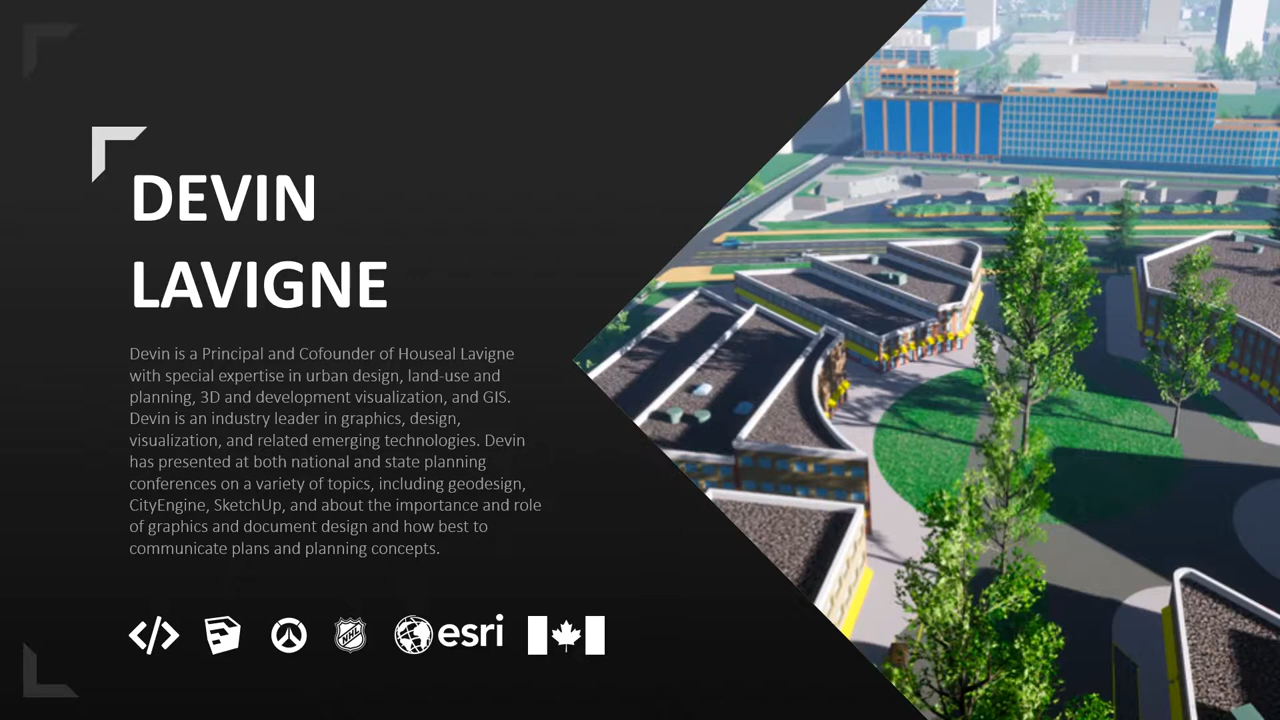 DEVIN
LAVIGNE
Devin is a Principal and Cofounder of Houseal Lavigne
with special expertise in urban design, land-use and
planning, 3D and development visualization, and GIS.
Devin is an industry leader in graphics, design,
visualization, and related emerging technologies. Devin
has presented at both national and state planning
conferences on a variety of topics, including geodesign,
CityEngine, SketchUp, and about the importance and role
of graphics and document design and how best to
communicate plans and planning concepts.
</> NHL esri